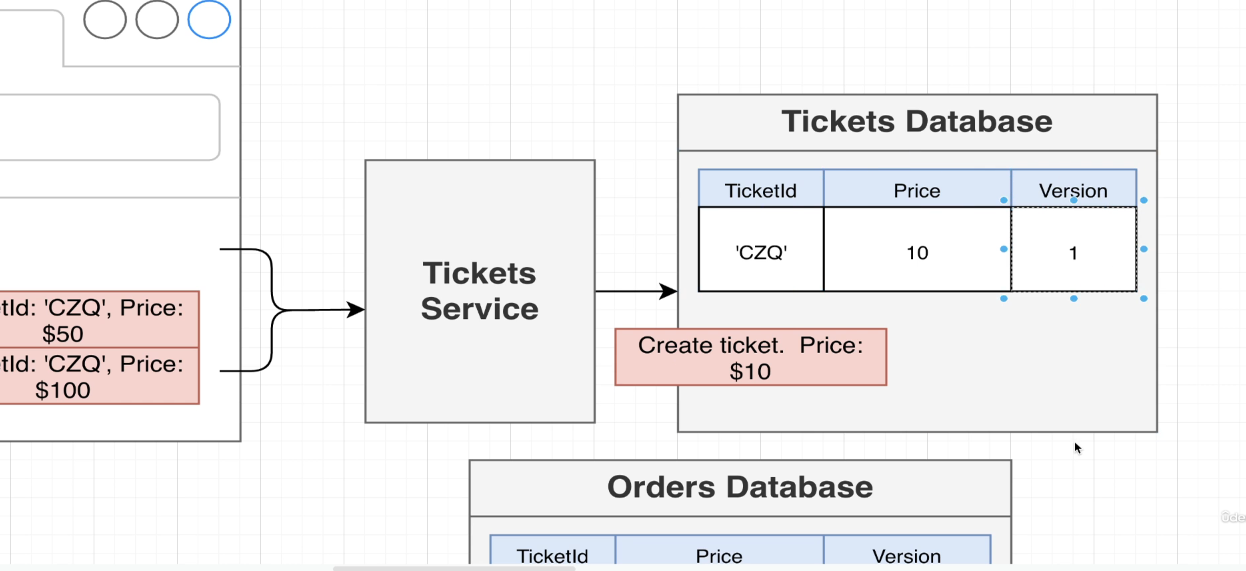 Tickets Database
TicketId Price Version
'CZQ' 10 1
Tickets
Service
tId: 'CZQ', Price:
$50
tId: 'CZQ', Price:
$100
Create ticket.  Price:
$10
Orders Database
TicketId Price Version